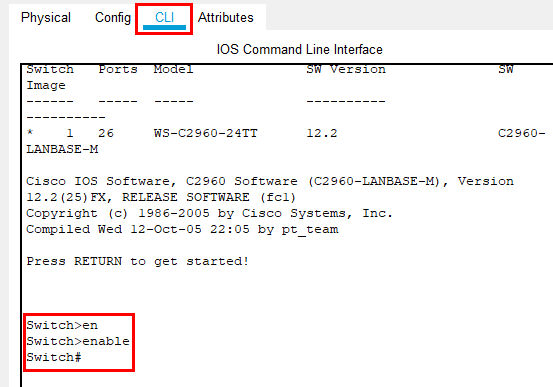 Physical Config CLI Attributes
IOS Command Line Interface
Switch Ports Model SW Version SW
Image
------ ----- ----- ----------
----------
* 1 26 WS-C2960-24TT 12.2 C2960-
LANBASE-M
Cisco IOS Software, C2960 Software (C2960-LANBASE-M), Version
12.2(25)FX, RELEASE SOFTWARE (fc1)
Copyright (c) 1986-2005 by Cisco Systems, Inc.
Compiled Wed 12-Oct-05 22:05 by pt_team
Press RETURN to get started!
Switch>en
Switch>enable
Switch#